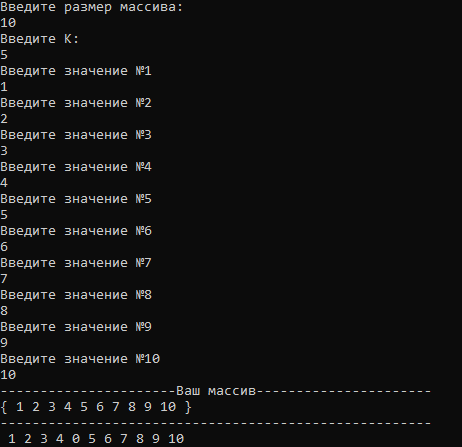 Введите размер массива:
10
Введите К:
5
Введите значение №1
1
Введите значение №2
2
Введите значение №3
3
Введите значение №4
4
Введите значение №5
5
Введите значение №6
6
Введите значение №7
7
Введите значение №8
8
Введите значение №9
9
Введите значение №10
10
----------------------Ваш массив----------------------
{ 1 2 3 4 5 6 7 8 9 10 }
------------------------------------------------------
1 2 3 4 0 5 6 7 8 9 10